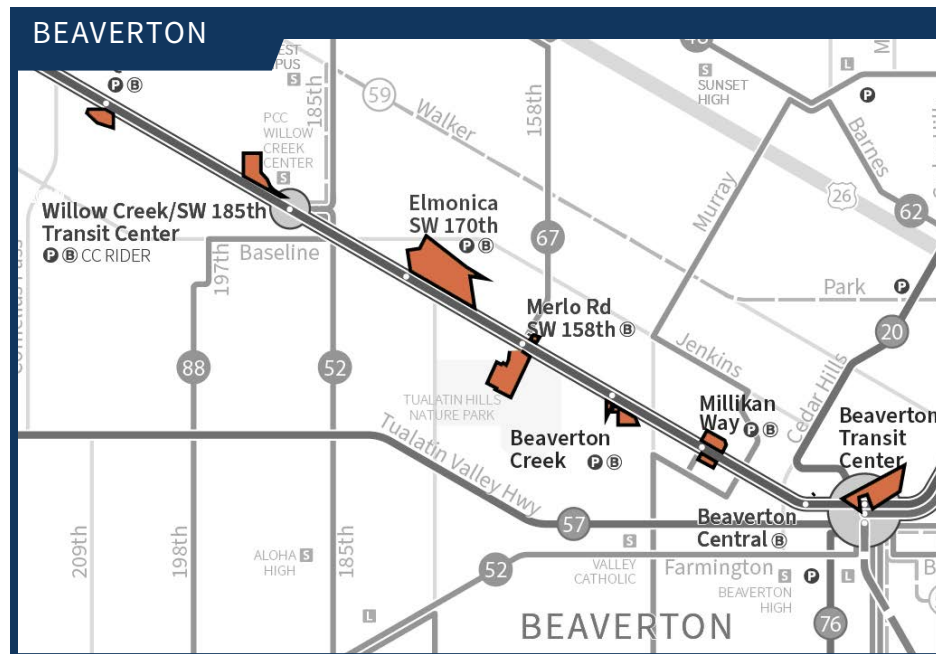 BEAVERTON
185th
PCC
WILLOW
CREEK
CENTER
S
S
P B
59
Walker
158th
S
SUNSET
HIGH
L
P
Barnes
26
62
Murray
Willow Creek/SW 185th
Transit Center
P B CC RIDER
Baseline
197th
Elmonica
SW 170th
P B
67
Park
P
20
Merlo Rd
SW 158th B
Jenkins
Cedar Hills
88
52
TUALATIN HILLS
NATURE PARK
Millikan
Way P B
Beaverton
Transit
Center
Beaverton
Creek P B
Tualatin Valley Hwy
57
Beaverton
Central B
209th
198th
185th
ALOHA S
HIGH
52
S
VALLEY
CATHOLIC
Farmington
S P L
BEAVERTON
HIGH
L
BEAVERTON
76